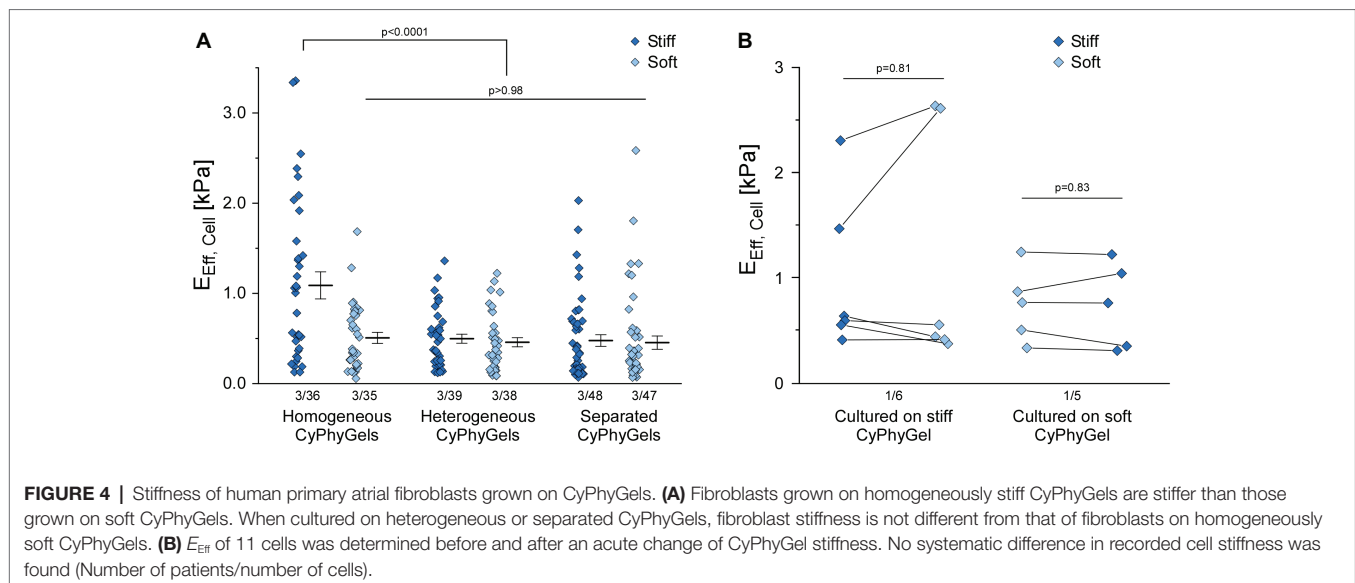 A
p<0.0001
Stiff
Soft
p>0.98
3.0
2.0
1.0
0.0
E_Eff, Cell [kPa]
3/36 3/35 3/39 3/38 3/48 3/47
Homogeneous CyPhyGels
Heterogeneous CyPhyGels
Separated CyPhyGels
B
Stiff
Soft
p=0.81
p=0.83
3
2
1
0
E_Eff, Cell [kPa]
1/6 1/5
Cultured on stiff CyPhyGel
Cultured on soft CyPhyGel
FIGURE 4 | Stiffness of human primary atrial fibroblasts grown on CyPhyGels. (A) Fibroblasts grown on homogeneously stiff CyPhyGels are stiffer than those
grown on soft CyPhyGels. When cultured on heterogeneous or separated CyPhyGels, fibroblast stiffness is not different from that of fibroblasts on homogeneously
soft CyPhyGels. (B) E_Eff of 11 cells was determined before and after an acute change of CyPhyGel stiffness. No systematic difference in recorded cell stiffness was
found (Number of patients/number of cells).